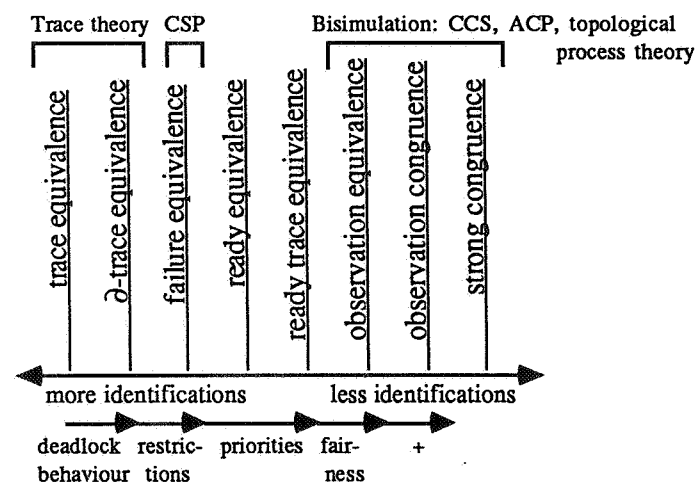 Trace theory CSP Bisimulation: CCS, ACP, topological
process theory
trace equivalence
∂-trace equivalence
failure equivalence
ready equivalence
ready trace equivalence
observation equivalence
observation congruence
strong congruence
more identifications less identifications
deadlock restric- priorities fair- +
behaviour tions ness